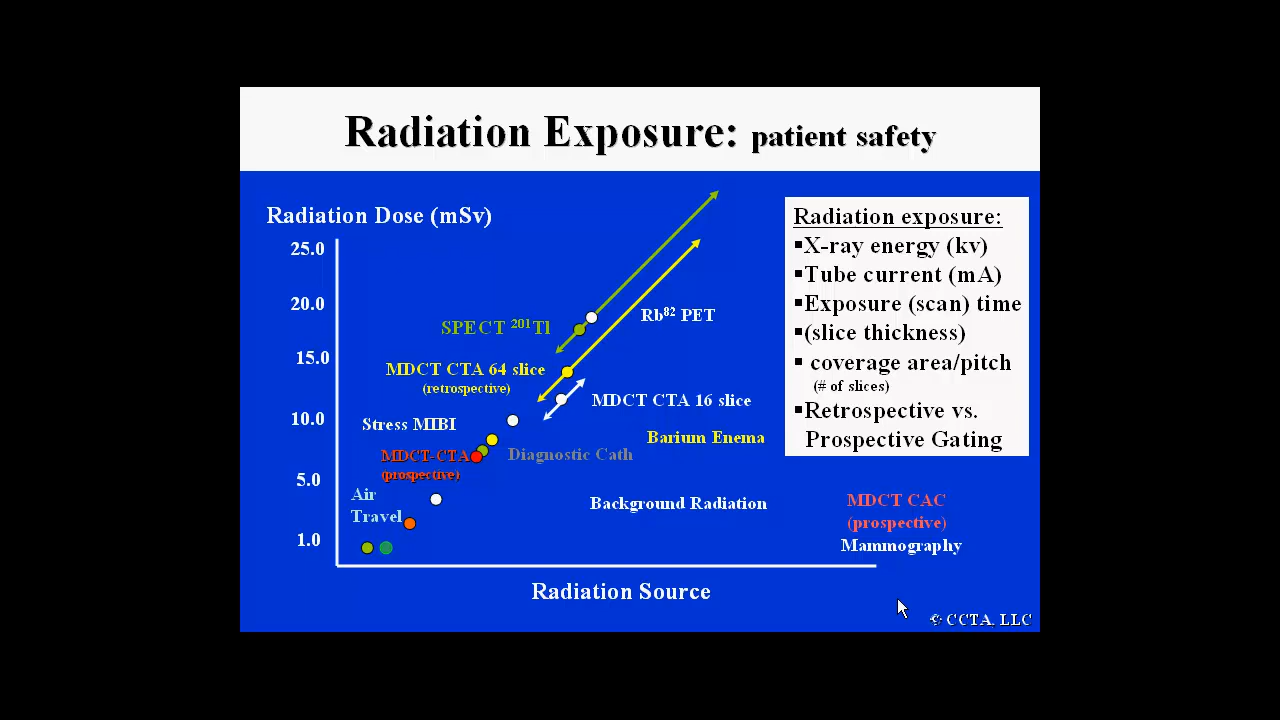 Radiation Exposure: patient safety
Radiation Dose (mSv)
25.0
20.0
15.0
10.0
5.0
1.0
SPECT ²⁰¹Tl
Rb⁸² PET
MDCT CTA 64 slice
(retrospective)
MDCT CTA 16 slice
Stress MIBI
Barium Enema
MDCT-CTA
(prospective)
Diagnostic Cath
Air
Travel
Background Radiation
MDCT CAC
(prospective)
Mammography
Radiation Source
Radiation exposure:
▪X-ray energy (kv)
▪Tube current (mA)
▪Exposure (scan) time
▪(slice thickness)
▪ coverage area/pitch
(# of slices)
▪Retrospective vs.
Prospective Gating
© CCTA, LLC